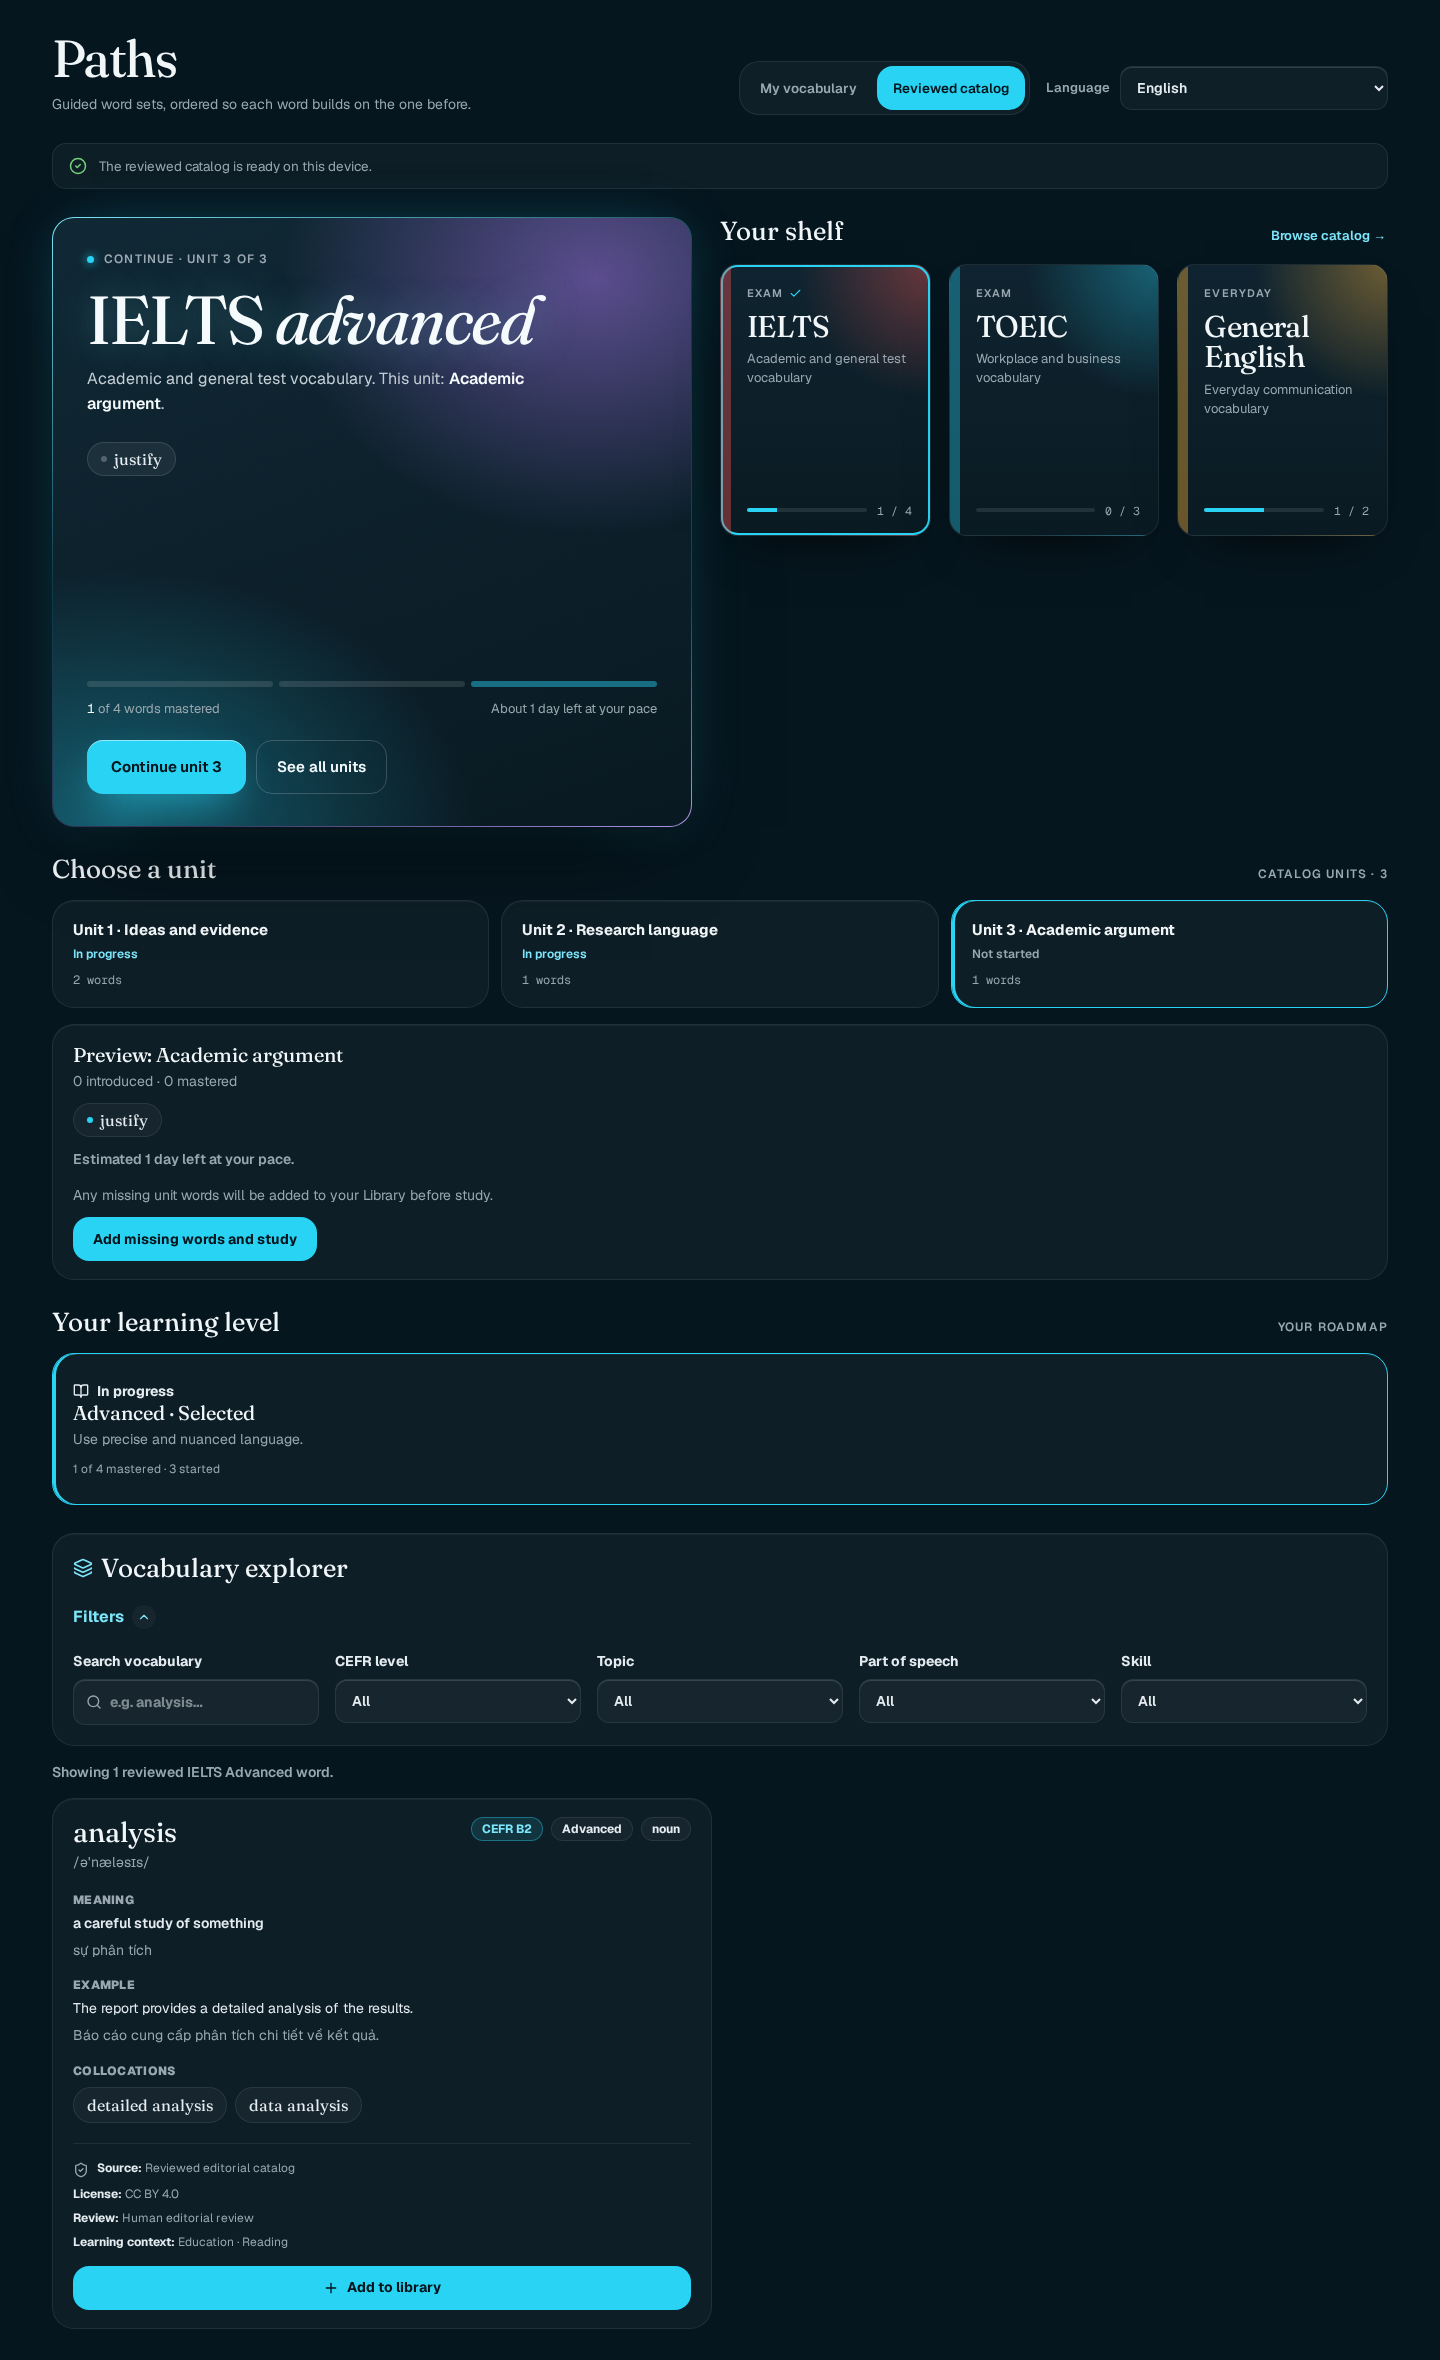 Paths
Guided word sets, ordered so each word builds on the one before.
My vocabulary
Reviewed catalog
Language
English
The reviewed catalog is ready on this device.
CONTINUE · UNIT 3 OF 3
IELTS advanced
Academic and general test vocabulary. This unit: Academic
argument.
justify
1 of 4 words mastered
About 1 day left at your pace
Continue unit 3
See all units
Your shelf
Browse catalog →
EXAM
IELTS
Academic and general test
vocabulary
1 / 4
EXAM
TOEIC
Workplace and business
vocabulary
0 / 3
EVERYDAY
General
English
Everyday communication
vocabulary
1 / 2
Choose a unit
CATALOG UNITS · 3
Unit 1 · Ideas and evidence
In progress
2 words
Unit 2 · Research language
In progress
1 words
Unit 3 · Academic argument
Not started
1 words
Preview: Academic argument
0 introduced · 0 mastered
justify
Estimated 1 day left at your pace.
Any missing unit words will be added to your Library before study.
Add missing words and study
Your learning level
YOUR ROADMAP
In progress
Advanced · Selected
Use precise and nuanced language.
1 of 4 mastered · 3 started
Vocabulary explorer
Filters
Search vocabulary
e.g. analysis...
CEFR level
All
Topic
All
Part of speech
All
Skill
All
Showing 1 reviewed IELTS Advanced word.
analysis
CEFR B2
Advanced
noun
/əˈnæləsɪs/
MEANING
a careful study of something
sự phân tích
EXAMPLE
The report provides a detailed analysis of the results.
Báo cáo cung cấp phân tích chi tiết về kết quả.
COLLOCATIONS
detailed analysis
data analysis
Source: Reviewed editorial catalog
License: CC BY 4.0
Review: Human editorial review
Learning context: Education · Reading
Add to library